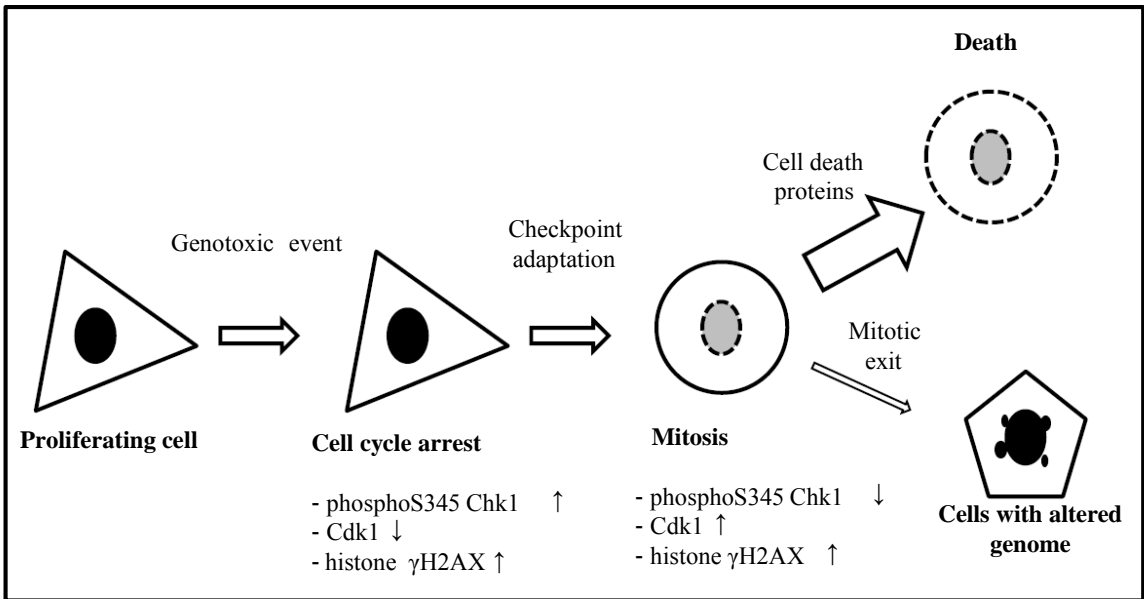 Death
Cell death
proteins
Genotoxic event
Checkpoint
adaptation
Mitotic
exit
Proliferating cell
Cell cycle arrest
- phosphoS345 Chk1 ↑
- Cdk1 ↓
- histone γH2AX ↑
Mitosis
- phosphoS345 Chk1 ↓
- Cdk1 ↑
- histone γH2AX ↑
Cells with altered
genome